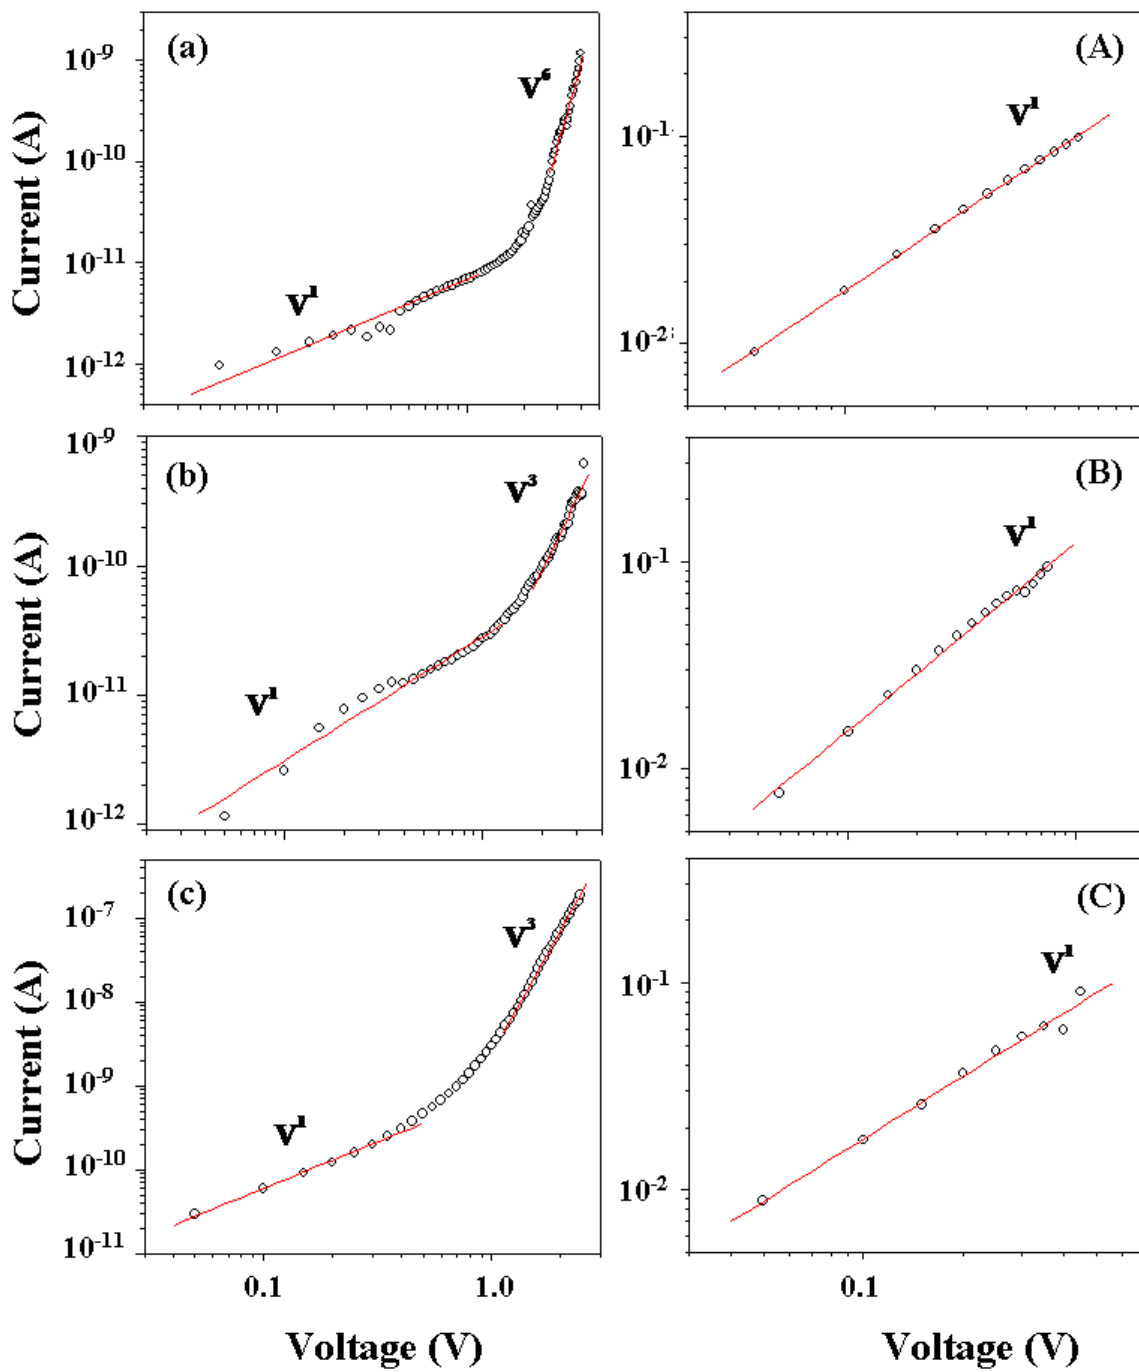 (a)
V⁶
V¹
10⁻⁹
10⁻¹⁰
10⁻¹¹
10⁻¹²
Current (A)
(A)
V¹
10⁻¹
10⁻²
(b)
V³
V¹
10⁻⁹
10⁻¹⁰
10⁻¹¹
10⁻¹²
Current (A)
(B)
V¹
10⁻¹
10⁻²
(c)
V³
V¹
10⁻⁷
10⁻⁸
10⁻⁹
10⁻¹⁰
10⁻¹¹
Current (A)
0.1 1.0
Voltage (V)
(C)
V¹
10⁻¹
10⁻²
0.1
Voltage (V)